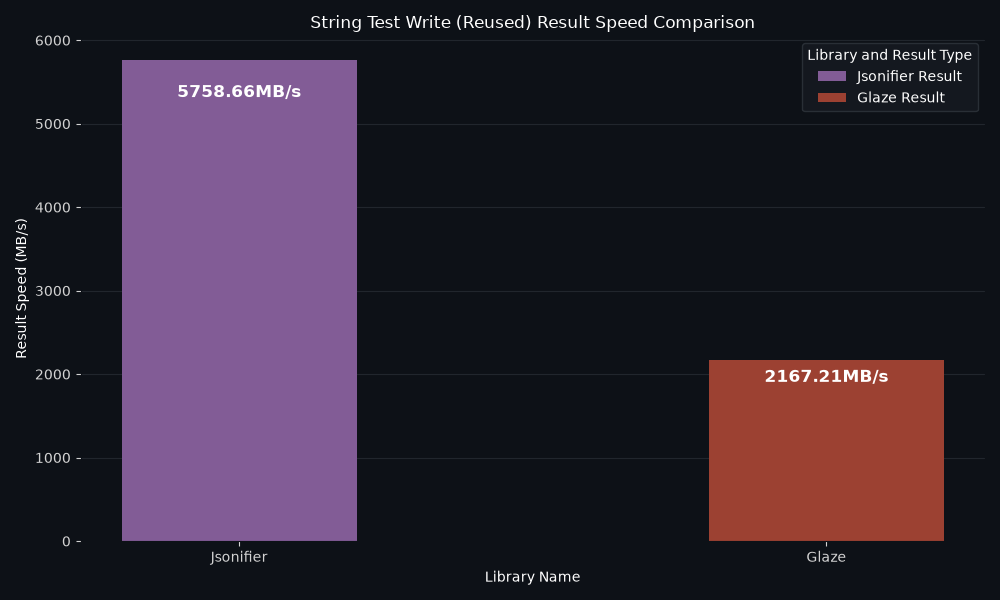 String Test Write (Reused) Result Speed Comparison
Library and Result Type
Jsonifier Result
Glaze Result
Result Speed (MB/s)
6000
5000
4000
3000
2000
1000
0
5758.66MB/s
2167.21MB/s
Jsonifier
Glaze
Library Name